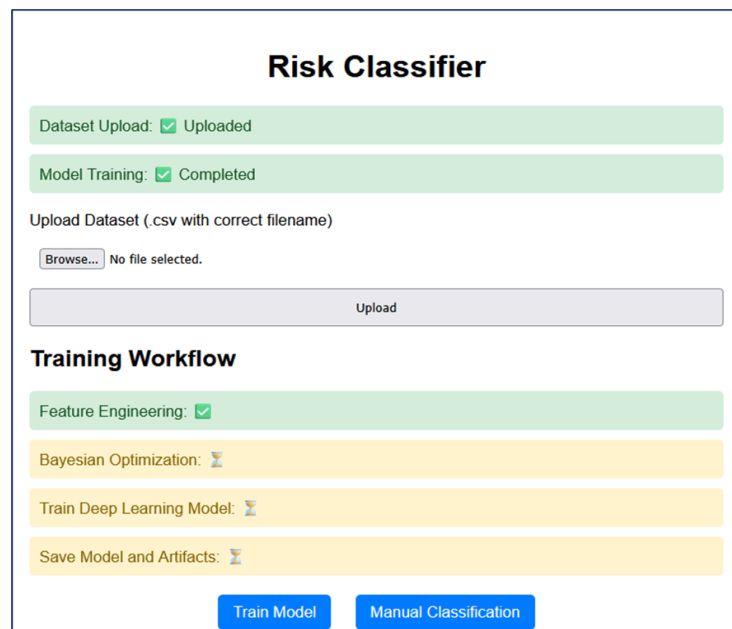 Risk Classifier
Dataset Upload: ✅ Uploaded
Model Training: ✅ Completed
Upload Dataset (.csv with correct filename)
Browse... No file selected.
Upload
Training Workflow
Feature Engineering: ✅
Bayesian Optimization: ⏳
Train Deep Learning Model: ⏳
Save Model and Artifacts: ⏳
Train Model Manual Classification